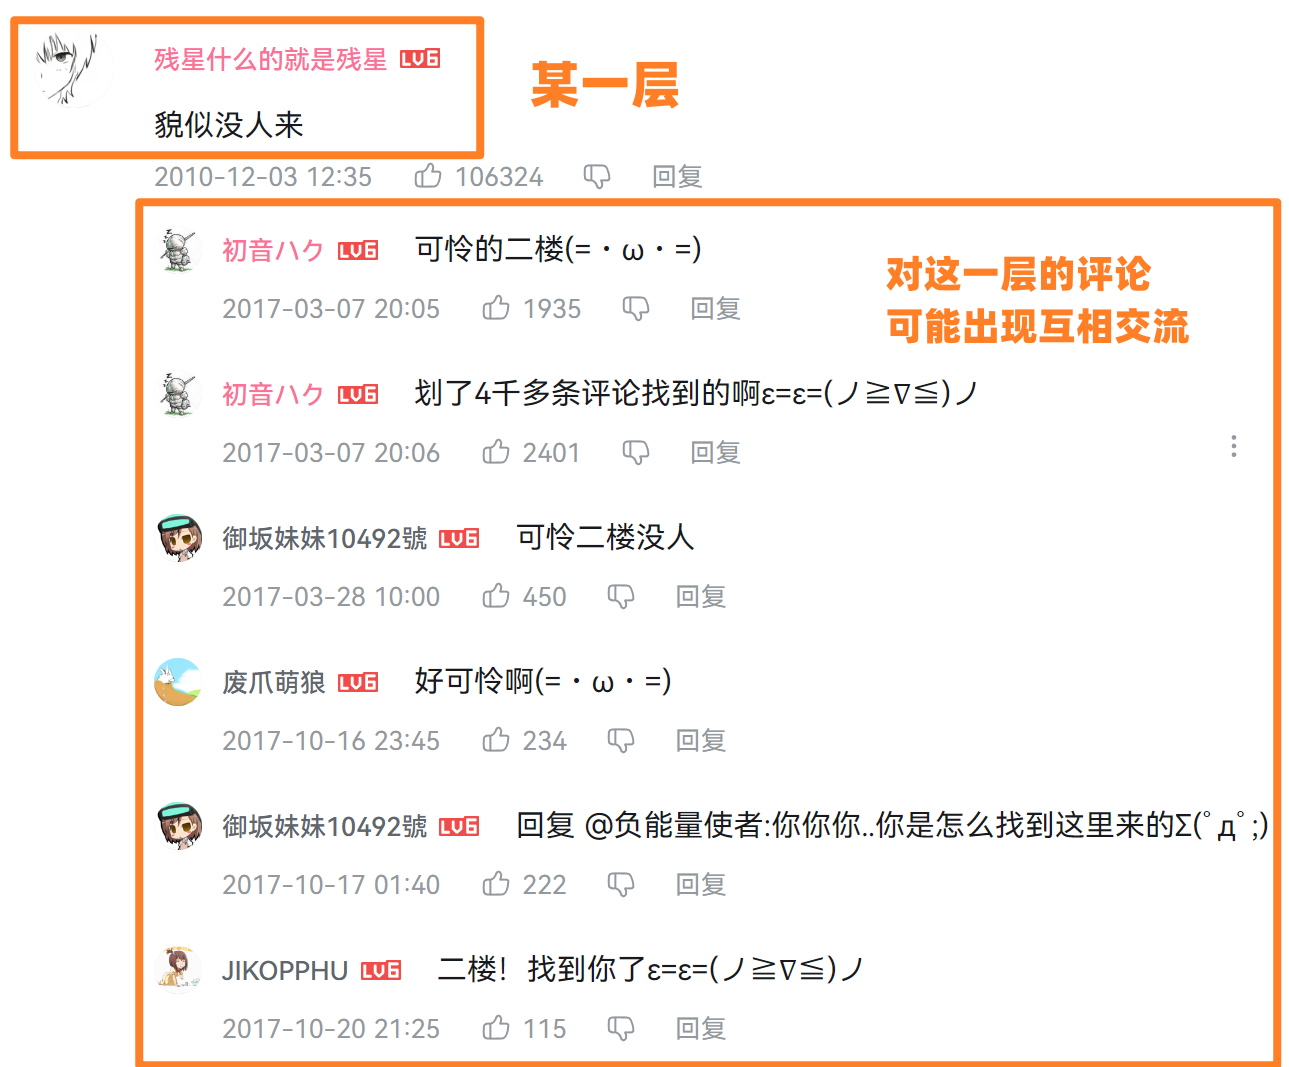 残星什么的就是残星 LV6
某一层
貌似没人来
2010-12-03 12:35 106324 回复
初音ハク LV6 可怜的二楼(=・ω・=)
对这一层的评论
可能出现互相交流
2017-03-07 20:05 1935 回复
初音ハク LV6 划了4千多条评论找到的啊ε=ε=(ノ≧∇≦)ノ
2017-03-07 20:06 2401 回复
御坂妹妹10492號 LV6 可怜二楼没人
2017-03-28 10:00 450 回复
废爪萌狼 LV6 好可怜啊(=・ω・=)
2017-10-16 23:45 234 回复
御坂妹妹10492號 LV6 回复 @负能量使者:你你你..你是怎么找到这里来的Σ(ﾟдﾟ;)
2017-10-17 01:40 222 回复
JIKOPPHU LV6 二楼！找到你了ε=ε=(ノ≧∇≦)ノ
2017-10-20 21:25 115 回复